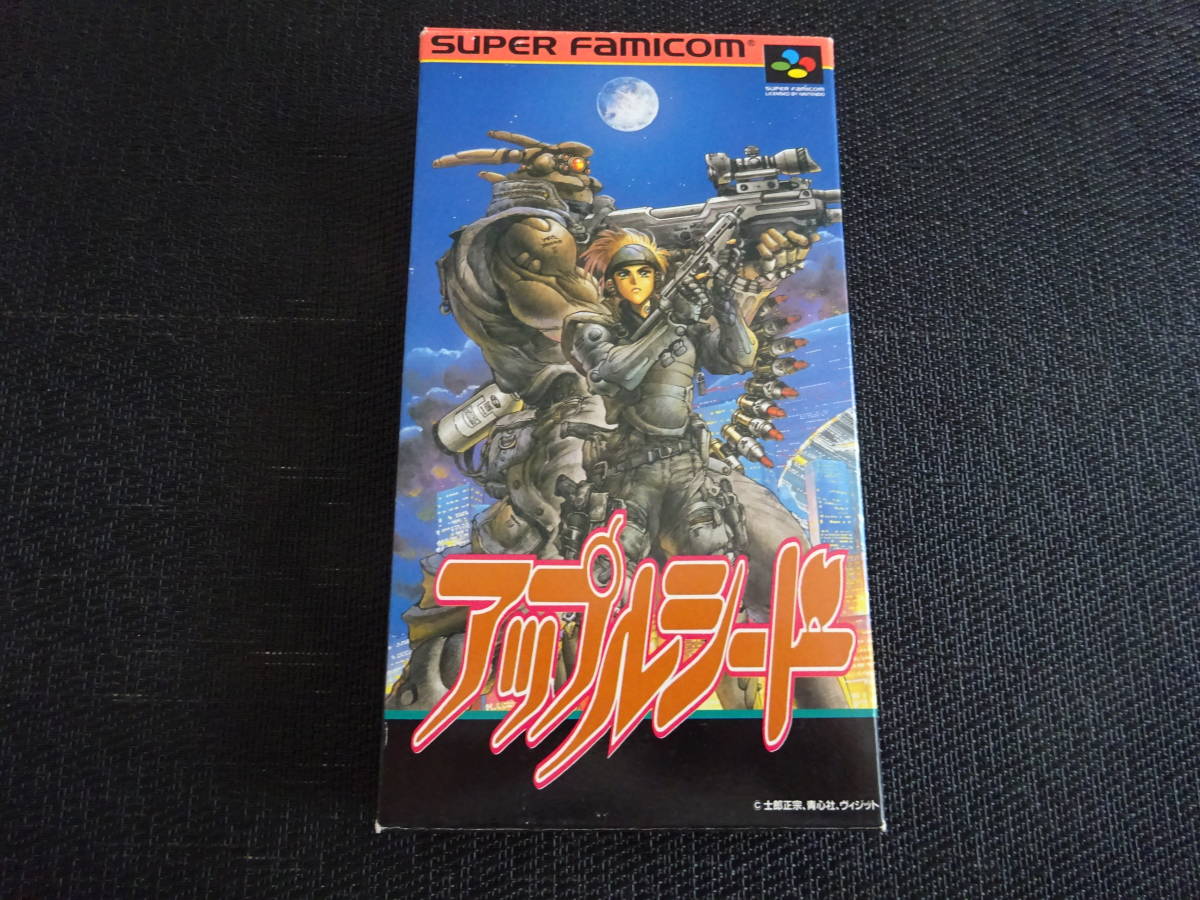 SUPER FAMICOM®
SUPER FAMICOM
LICENSED BY NINTENDO
アップルシード
© 士郎正宗、青心社、ヴィジット